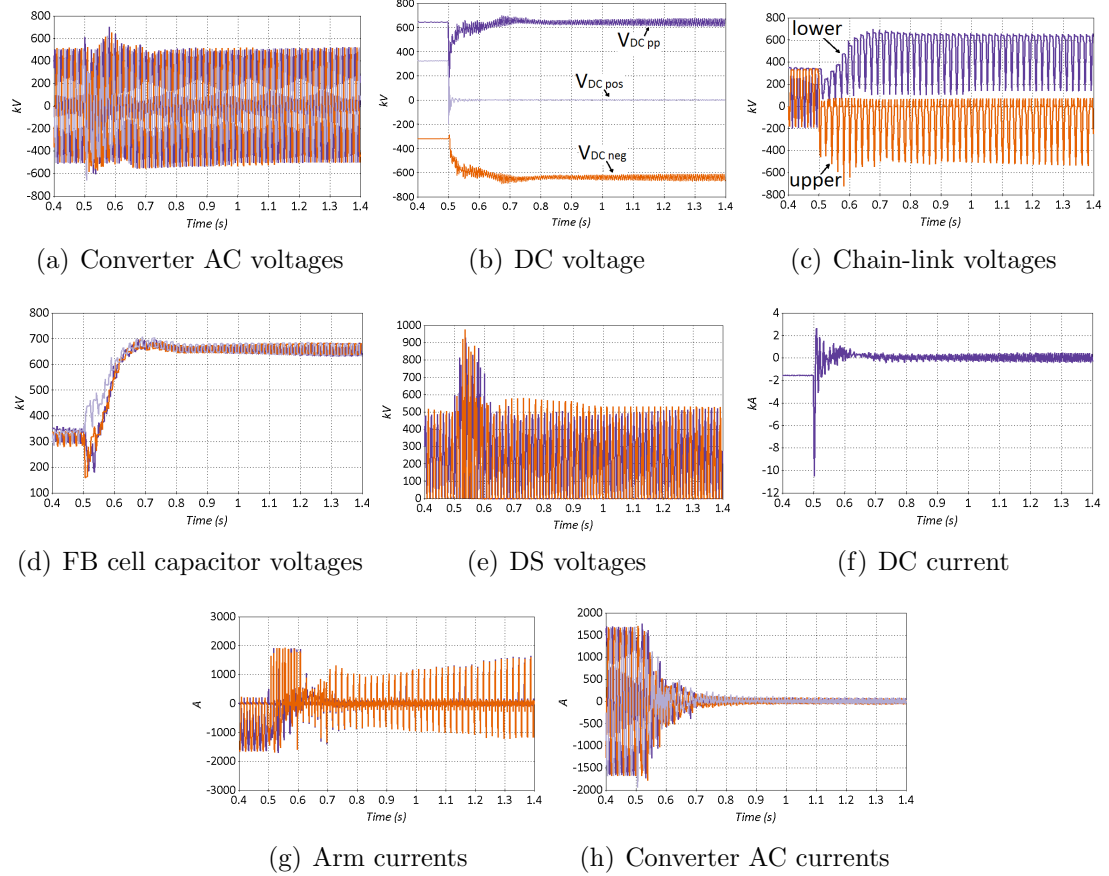 800
600
400
200
0
-200
-400
-600
-800
kV
0.4 0.5 0.6 0.7 0.8 0.9 1 1.1 1.2 1.3 1.4
Time (s)
(a) Converter AC voltages
800
600
400
200
0
-200
-400
-600
-800
kV
V DC pp
V DC pos
V DC neg
0.4 0.5 0.6 0.7 0.8 0.9 1 1.1 1.2 1.3 1.4
Time (s)
(b) DC voltage
800
600
400
200
0
-200
-400
-600
-800
kV
lower
upper
0.4 0.5 0.6 0.7 0.8 0.9 1 1.1 1.2 1.3 1.4
Time (s)
(c) Chain-link voltages
800
700
600
500
400
300
200
100
kV
0.4 0.5 0.6 0.7 0.8 0.9 1 1.1 1.2 1.3 1.4
Time (s)
(d) FB cell capacitor voltages
1000
900
800
700
600
500
400
300
200
100
0
kV
0.4 0.5 0.6 0.7 0.8 0.9 1 1.1 1.2 1.3 1.4
Time (s)
(e) DS voltages
4
2
0
-2
-4
-6
-8
-10
-12
kA
0.4 0.5 0.6 0.7 0.8 0.9 1 1.1 1.2 1.3 1.4
Time (s)
(f) DC current
3000
2000
1000
0
-1000
-2000
-3000
A
0.4 0.5 0.6 0.7 0.8 0.9 1 1.1 1.2 1.3 1.4
Time (s)
(g) Arm currents
2000
1500
1000
500
0
-500
-1000
-1500
-2000
A
0.4 0.5 0.6 0.7 0.8 0.9 1 1.1 1.2 1.3 1.4
Time (s)
(h) Converter AC currents